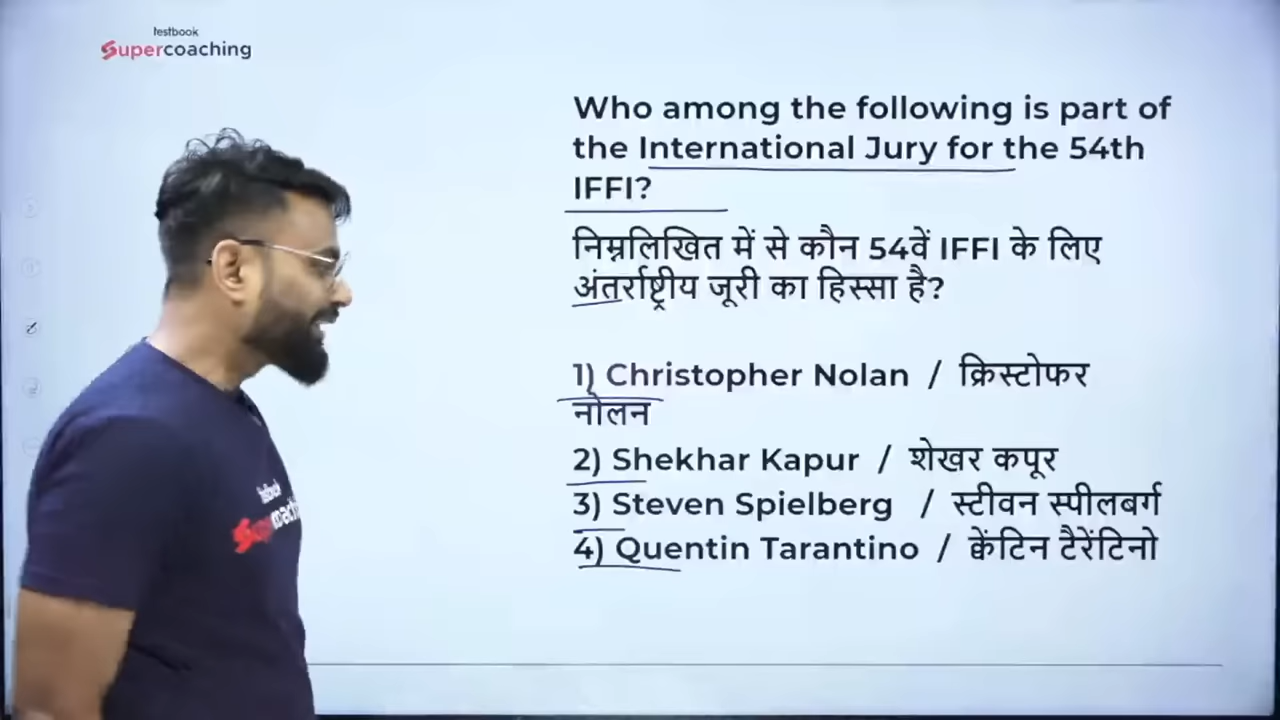 testbook
Supercoaching
Who among the following is part of
the International Jury for the 54th
IFFI?
निम्नलिखित में से कौन 54वें IFFI के लिए
अंतर्राष्ट्रीय जूरी का हिस्सा है?
1) Christopher Nolan / क्रिस्टोफर
नोलन
2) Shekhar Kapur / शेखर कपूर
3) Steven Spielberg / स्टीवन स्पीलबर्ग
4) Quentin Tarantino / क्वेंटिन टैरेंटिनो
testbook